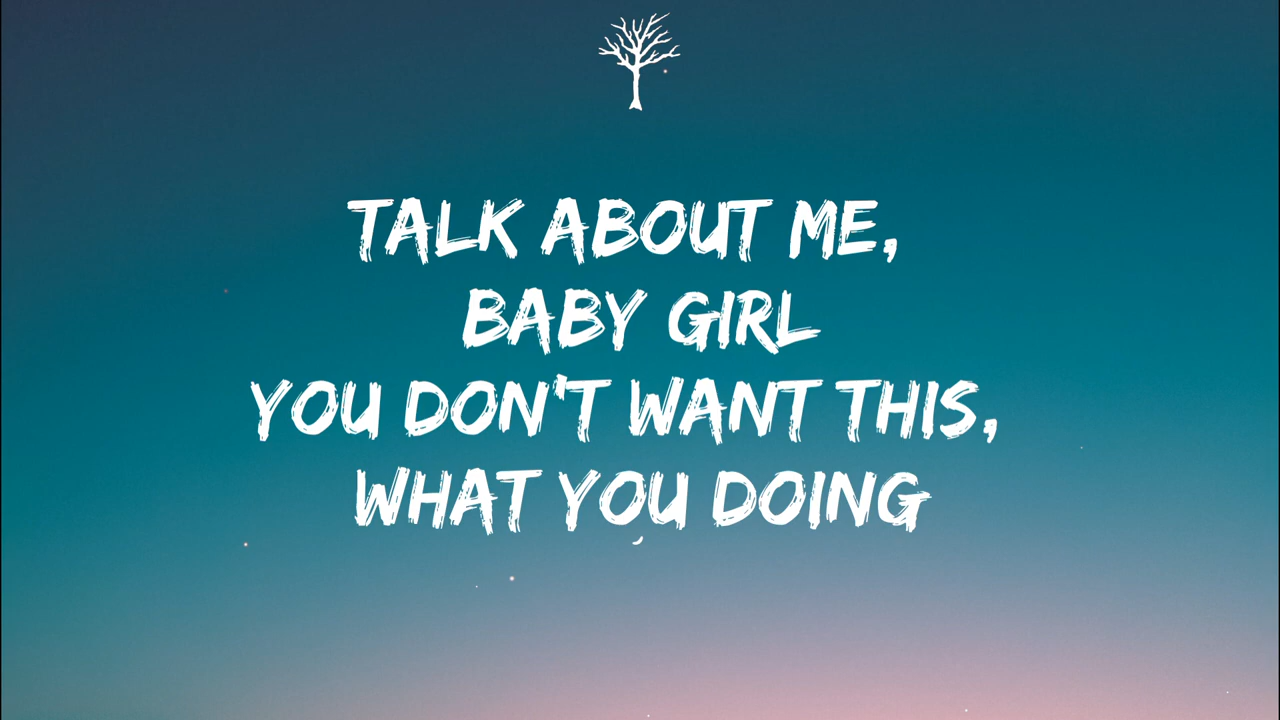 TALK ABOUT ME,
BABY GIRL
YOU DON'T WANT THIS,
WHAT YOU DOING